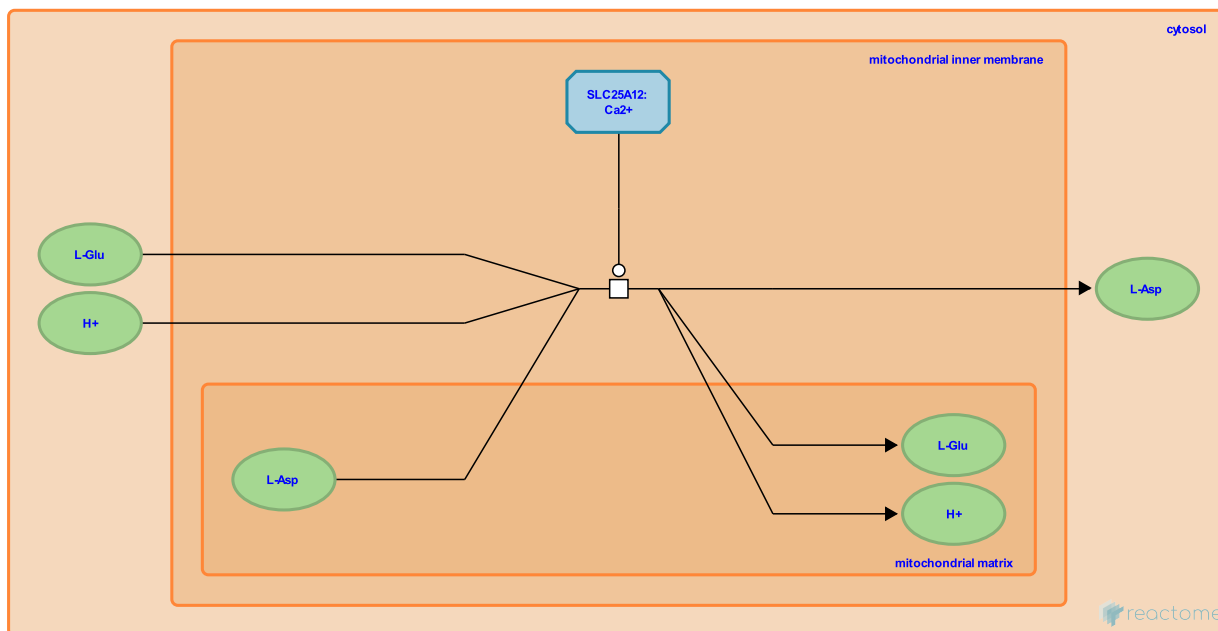 cytosol
mitochondrial inner membrane
SLC25A12:
Ca2+
L-Glu
H+
L-Asp
L-Asp
L-Glu
H+
mitochondrial matrix
reactome